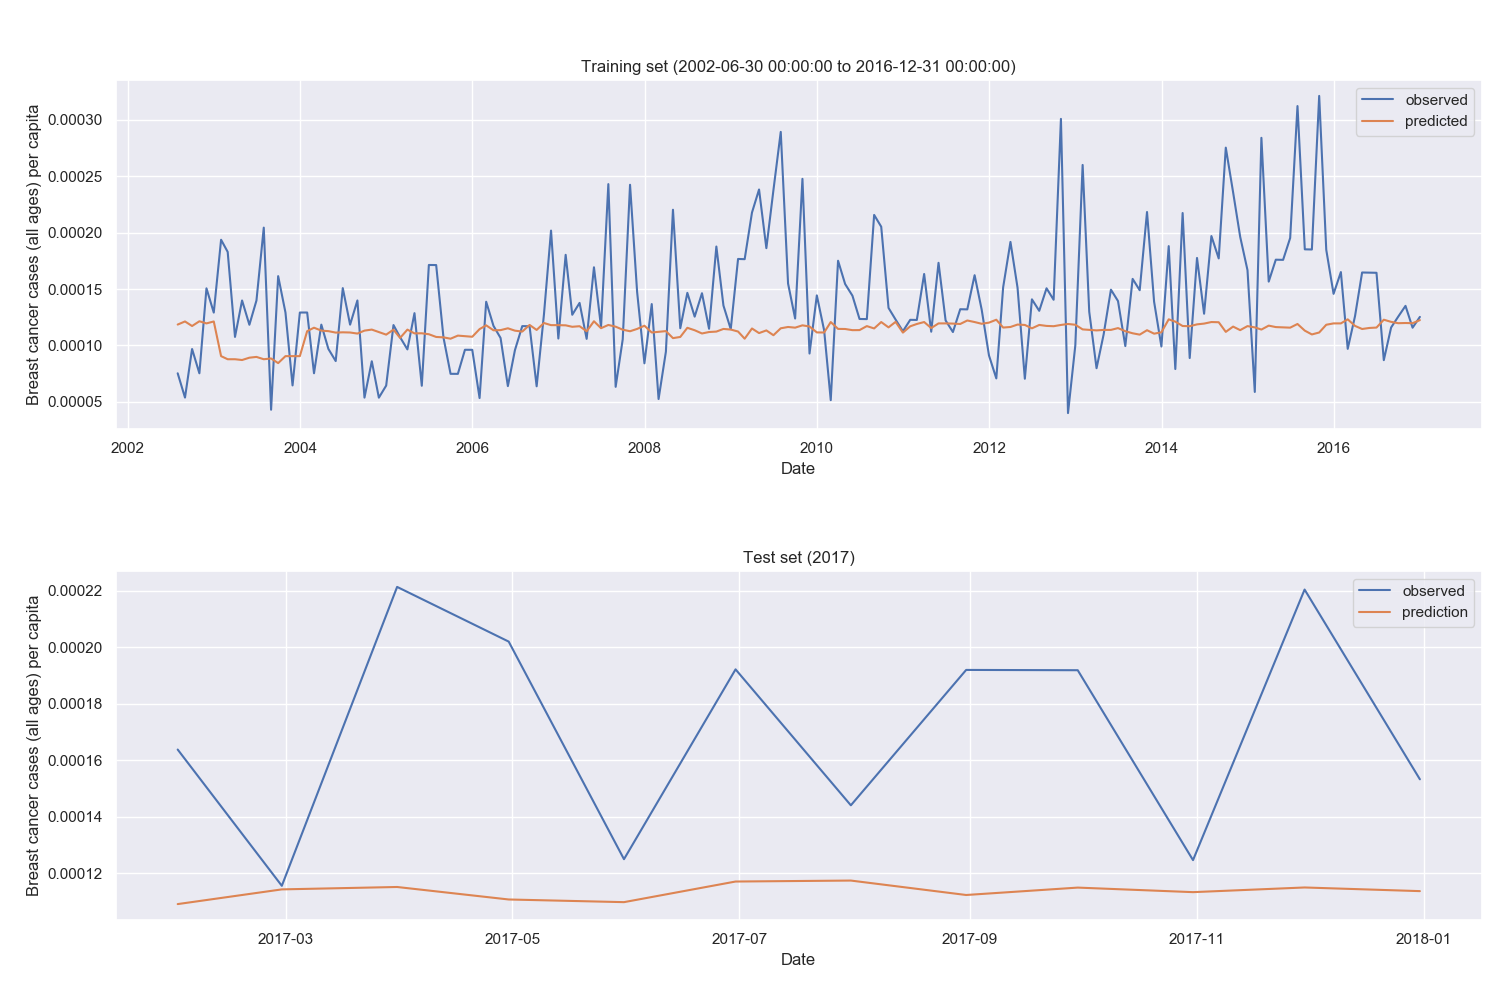 Training set (2002-06-30 00:00:00 to 2016-12-31 00:00:00)
Breast cancer cases (all ages) per capita
0.00030
0.00025
0.00020
0.00015
0.00010
0.00005
observed
predicted
2002 2004 2006 2008 2010 2012 2014 2016
Date
Test set (2017)
Breast cancer cases (all ages) per capita
0.00022
0.00020
0.00018
0.00016
0.00014
0.00012
observed
prediction
2017-03 2017-05 2017-07 2017-09 2017-11 2018-01
Date